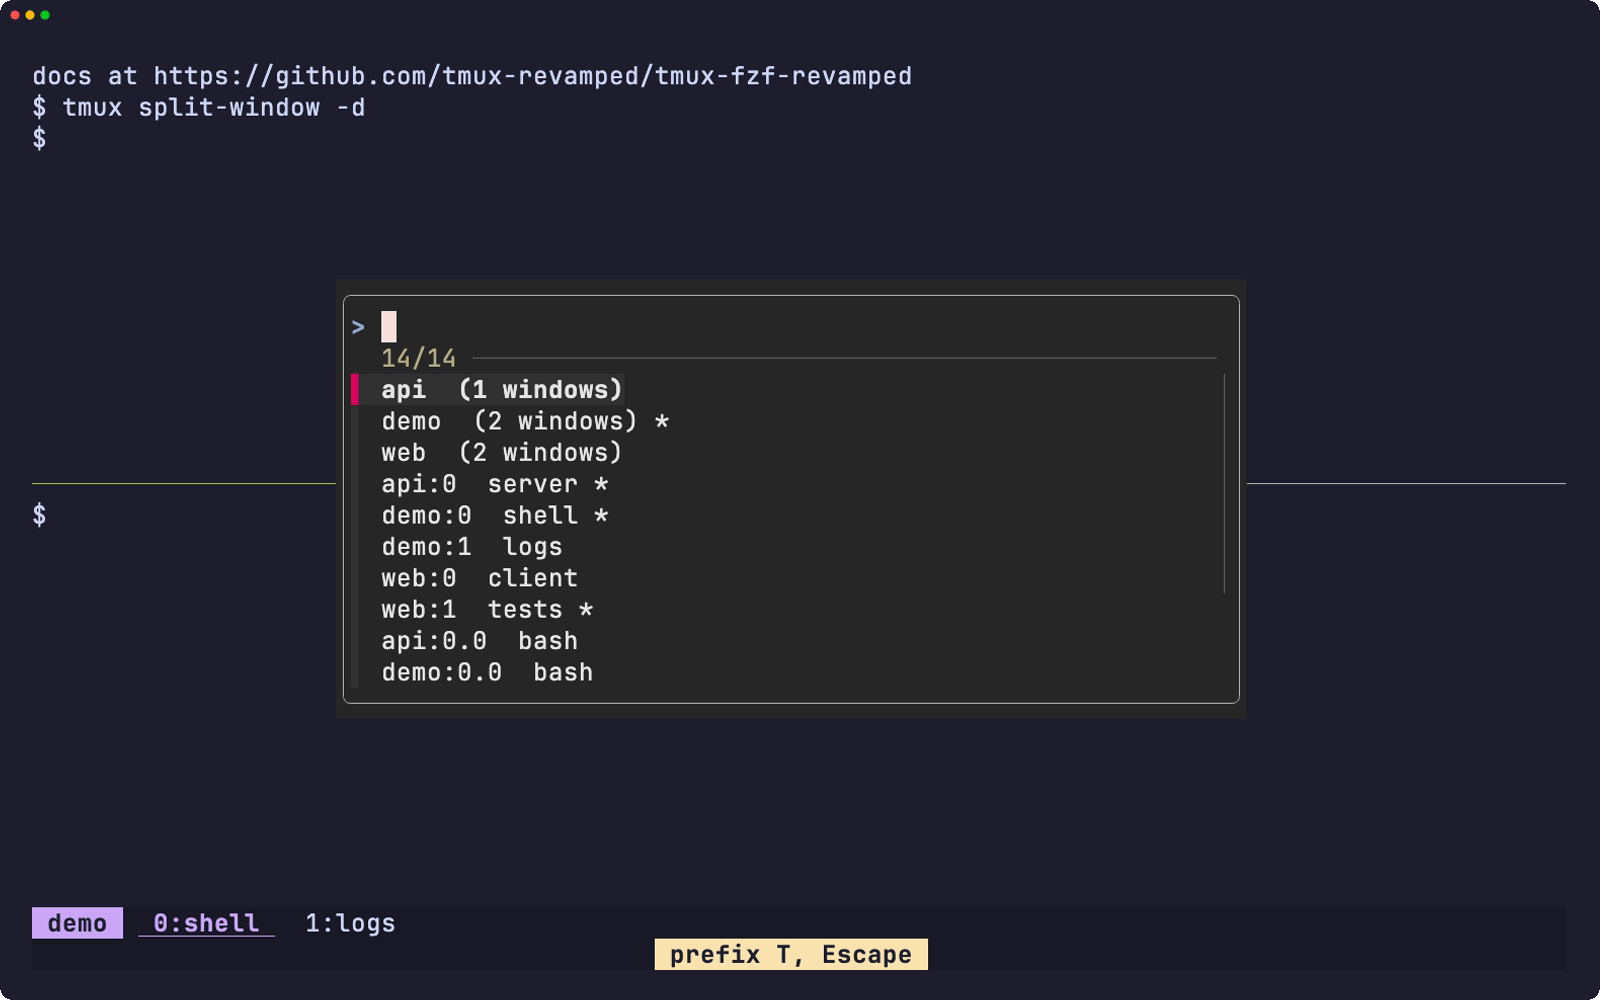 docs at https://github.com/tmux-revamped/tmux-fzf-revamped
$ tmux split-window -d
$
>
14/14
api  (1 windows)
demo  (2 windows) *
web  (2 windows)
api:0  server *
demo:0  shell *
demo:1  logs
web:0  client
web:1  tests *
api:0.0  bash
demo:0.0  bash
$
demo  0:shell  1:logs
prefix T, Escape